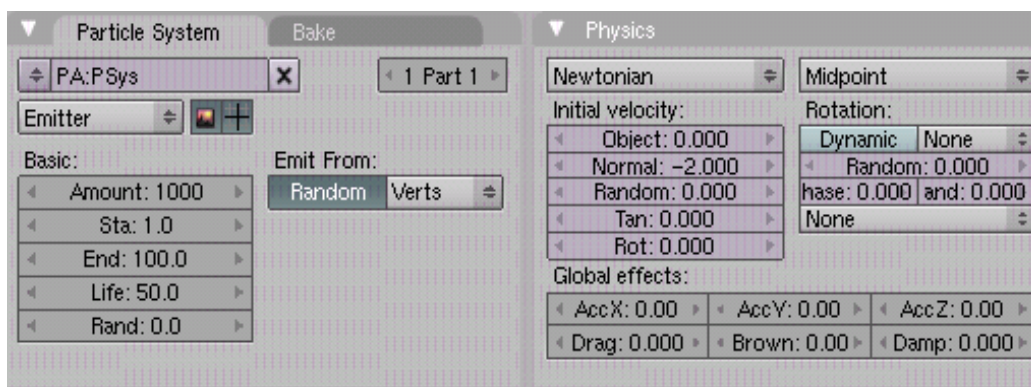 Particle System
Bake
PA:PSys
X
1 Part 1
Emitter
Basic:
Emit From:
Amount: 1000
Random
Verts
Sta: 1.0
End: 100.0
Life: 50.0
Rand: 0.0
Physics
Newtonian
Midpoint
Initial velocity:
Rotation:
Object: 0.000
Dynamic
None
Normal: -2.000
Random: 0.000
Random: 0.000
hase: 0.000
and: 0.000
Tan: 0.000
None
Rot: 0.000
Global effects:
AccX: 0.00
AccY: 0.00
AccZ: 0.00
Drag: 0.000
Brown: 0.00
Damp: 0.000